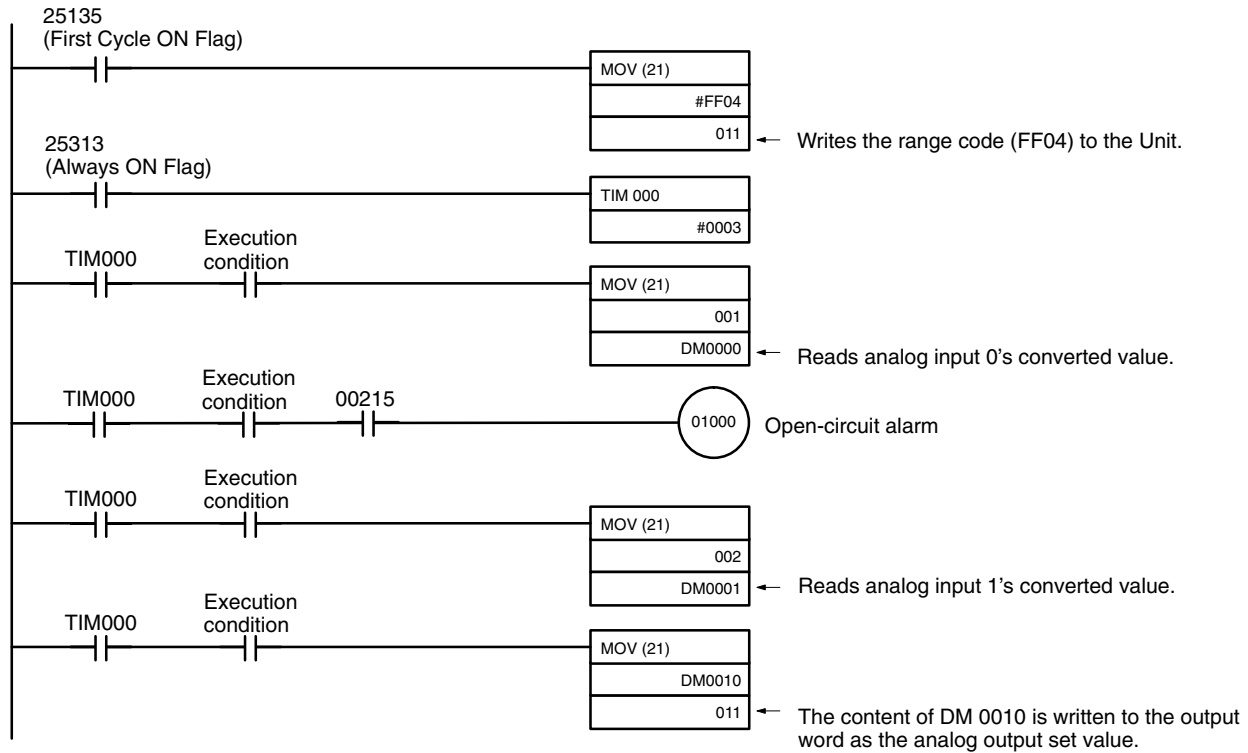 25135
(First Cycle ON Flag)
MOV (21)
#FF04
011
Writes the range code (FF04) to the Unit.
25313
(Always ON Flag)
TIM 000
#0003
TIM000
Execution
condition
MOV (21)
001
DM0000
Reads analog input 0's converted value.
TIM000
Execution
condition
00215
01000
Open-circuit alarm
TIM000
Execution
condition
MOV (21)
002
DM0001
Reads analog input 1's converted value.
TIM000
Execution
condition
MOV (21)
DM0010
011
The content of DM 0010 is written to the output
word as the analog output set value.